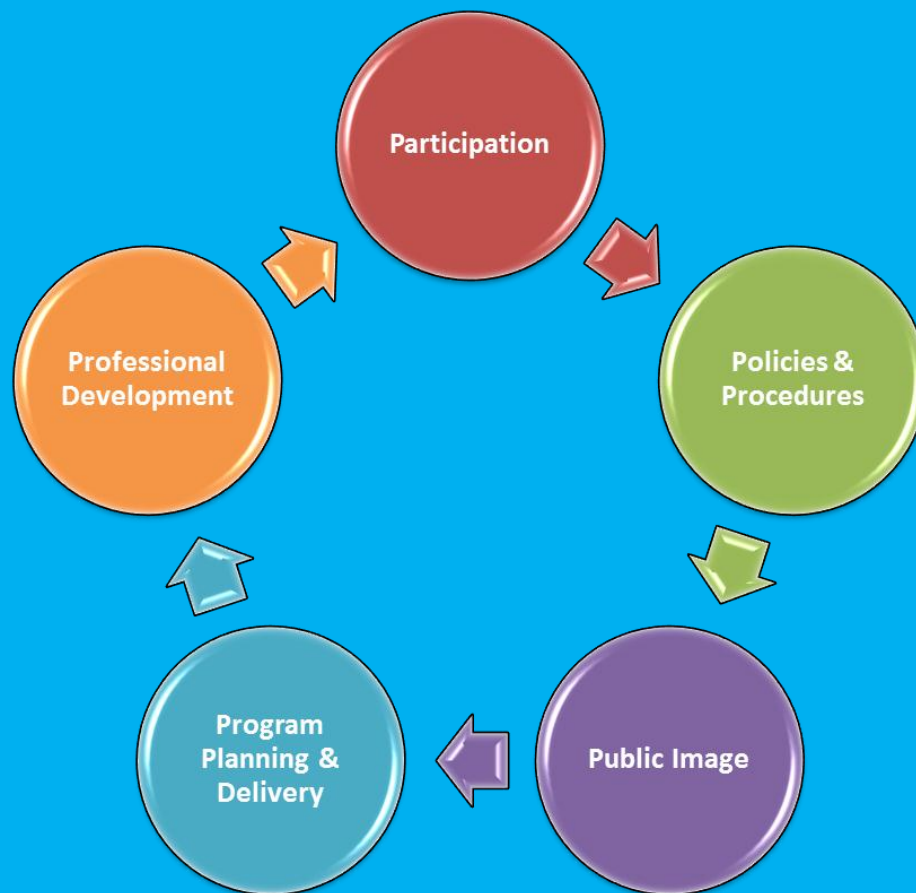 Participation
Policies &
Procedures
Public Image
Program
Planning &
Delivery
Professional
Development